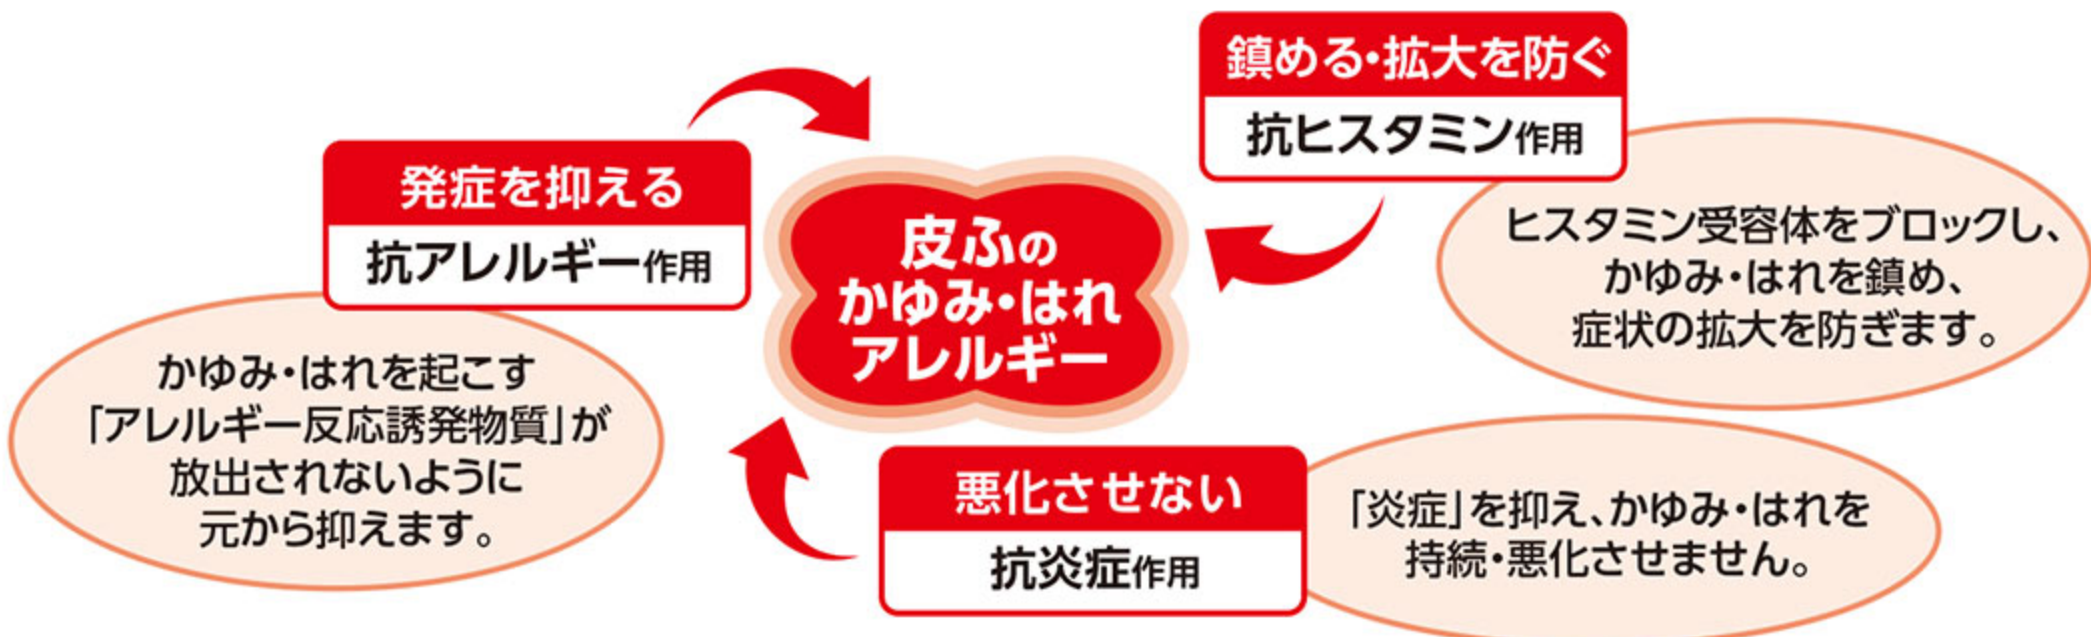 発症を抑える
抗アレルギー作用
かゆみ・はれを起こす
「アレルギー反応誘発物質」が
放出されないように
元から抑えます。
皮ふの
かゆみ・はれ
アレルギー
鎮める・拡大を防ぐ
抗ヒスタミン作用
ヒスタミン受容体をブロックし、
かゆみ・はれを鎮め、
症状の拡大を防ぎます。
悪化させない
抗炎症作用
「炎症」を抑え、かゆみ・はれを
持続・悪化させません。